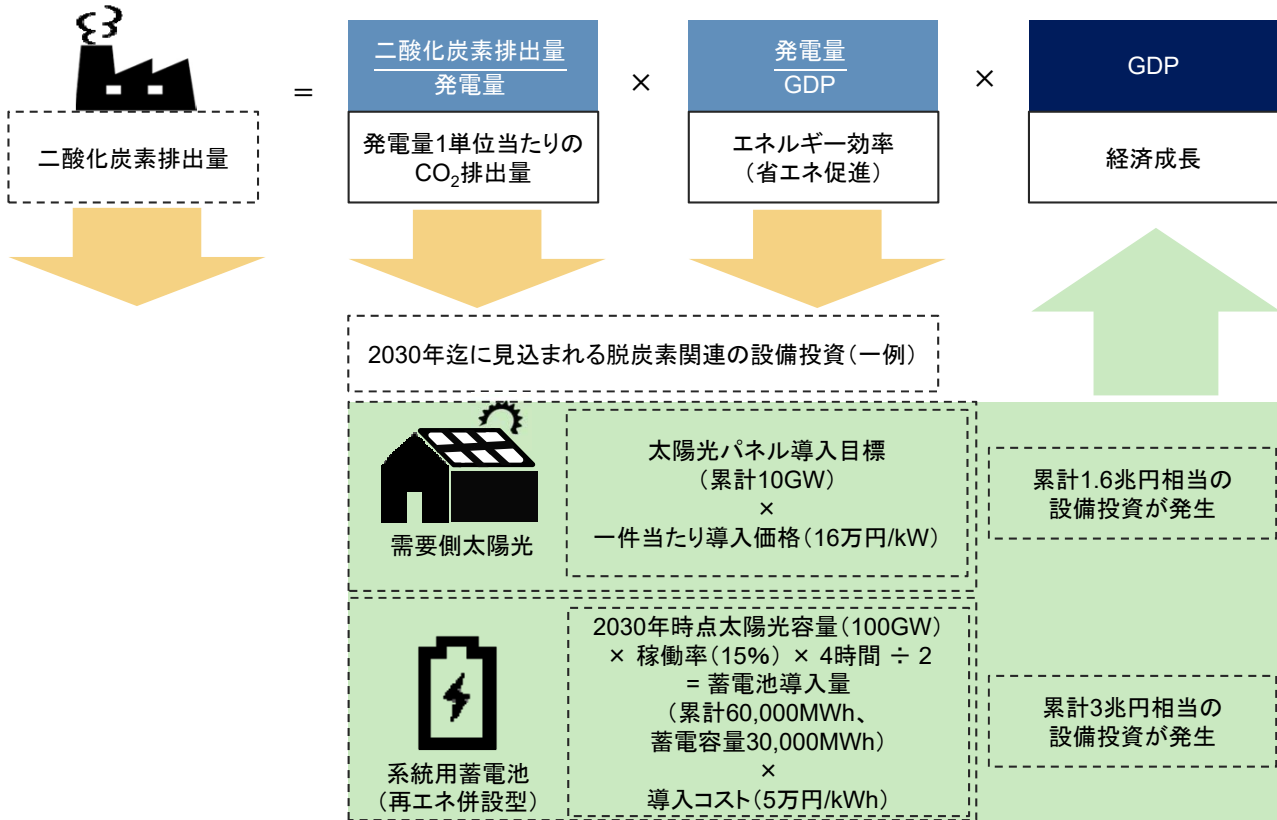 二酸化炭素排出量
＝
二酸化炭素排出量
発電量
発電量1単位当たりの
CO₂排出量
×
発電量
GDP
エネルギー効率
（省エネ促進）
×
GDP
経済成長
2030年迄に見込まれる脱炭素関連の設備投資（一例）
需要側太陽光
太陽光パネル導入目標
（累計10GW）
×
一件当たり導入価格（16万円/kW）
累計1.6兆円相当の
設備投資が発生
系統用蓄電池
（再エネ併設型）
2030年時点太陽光容量（100GW）
× 稼働率（15%） × 4時間 ÷ 2
= 蓄電池導入量
（累計60,000MWh、
蓄電容量30,000MWh）
×
導入コスト（5万円/kWh）
累計3兆円相当の
設備投資が発生